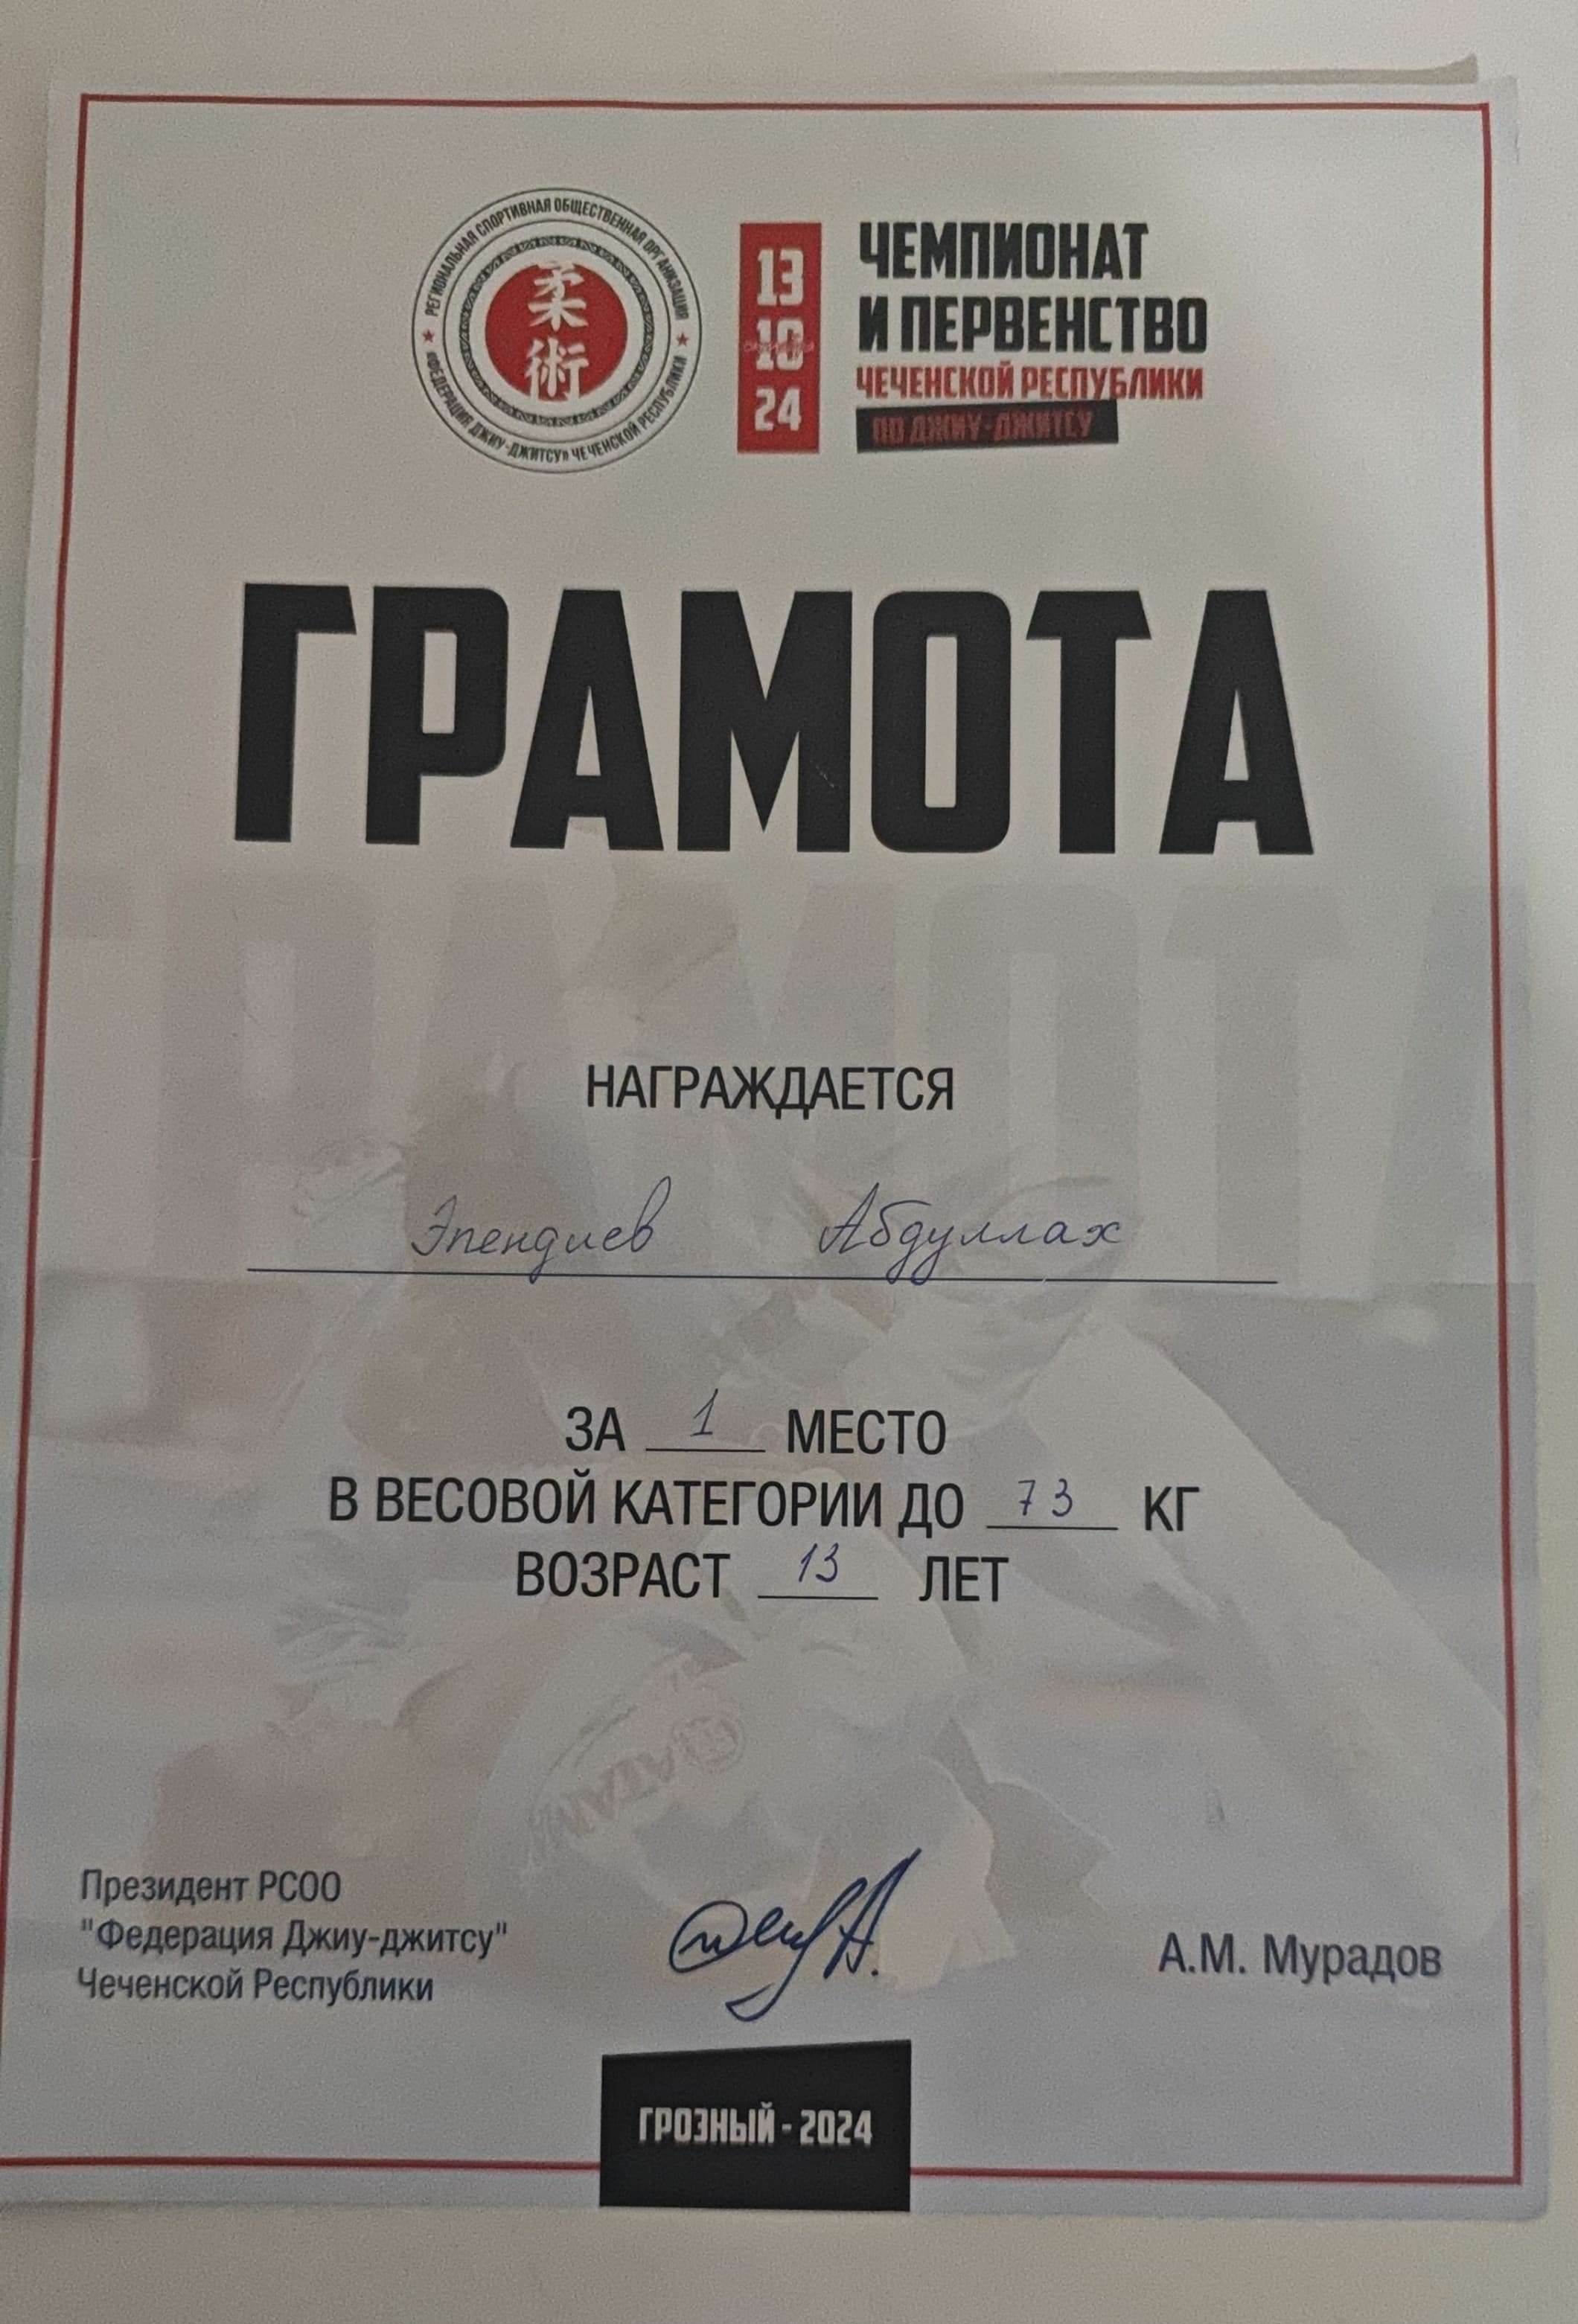 РЕГИОНАЛЬНАЯ СПОРТИВНАЯ ОБЩЕСТВЕННАЯ ОРГАНИЗАЦИЯ
«ФЕДЕРАЦИЯ ДЖИУ-ДЖИТСУ» ЧЕЧЕНСКОЙ РЕСПУБЛИКИ
柔
術
13
10
24
ЧЕМПИОНАТ
И ПЕРВЕНСТВО
ЧЕЧЕНСКОЙ РЕСПУБЛИКИ
ПО ДЖИУ-ДЖИТСУ
ГРАМОТА
НАГРАЖДАЕТСЯ
Эпендиев Абдуллах
ЗА 1 МЕСТО
В ВЕСОВОЙ КАТЕГОРИИ ДО 73 КГ
ВОЗРАСТ 13 ЛЕТ
Президент РСОО
"Федерация Джиу-джитсу"
Чеченской Республики
А.М. Мурадов
ГРОЗНЫЙ - 2024